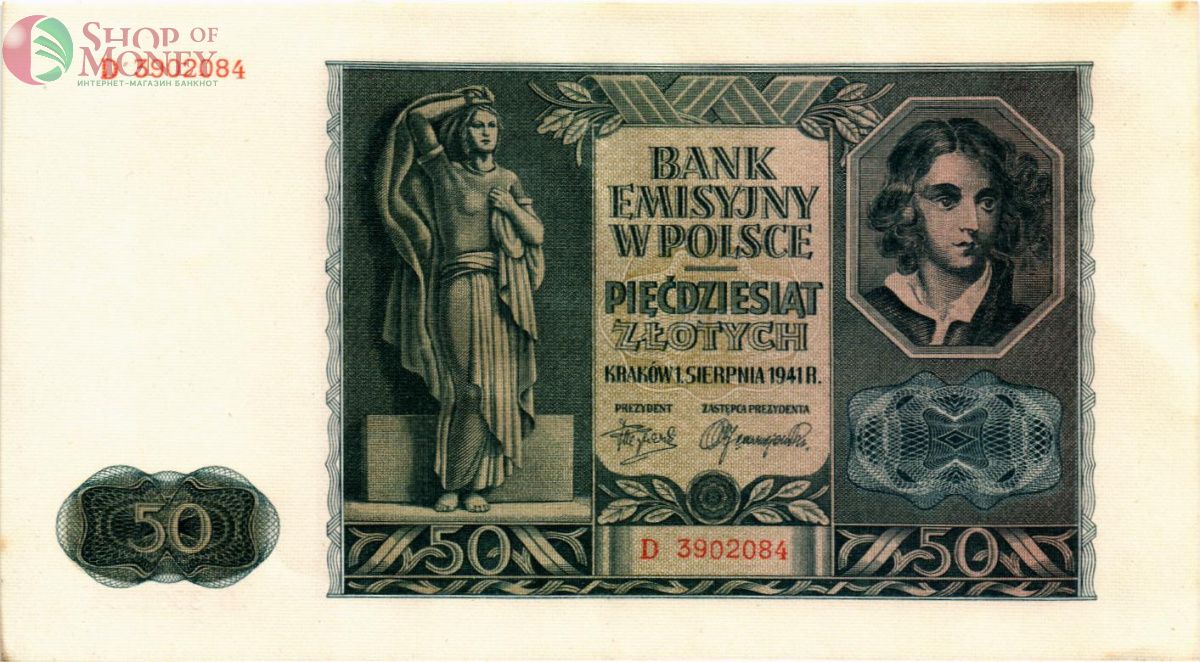 SHOP OF
MONEY
ИНТЕРНЕТ-МАГАЗИН БАНКНОТ
D 3902084
BANK
EMISYJNY
W POLSCE
PIĘĆDZIESIĄT
ZŁOTYCH
KRAKÓW 1. SIERPNIA 1941 R.
PREZYDENT ZASTĘPCA PREZYDENTA
50
50
D 3902084
50